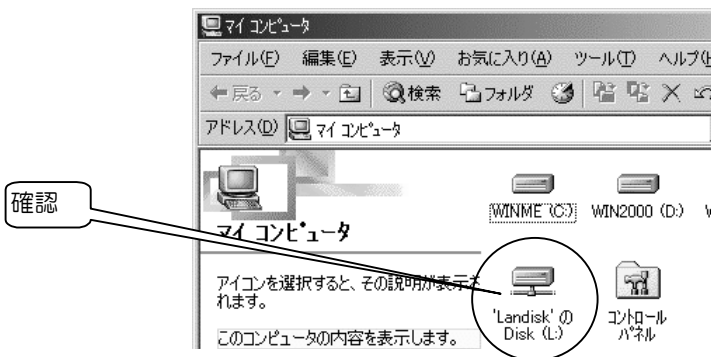 マイ コンピュータ
ファイル(F) 編集(E) 表示(V) お気に入り(A) ツール(T) ヘルプ(H
戻る 検索 フォルダ
アドレス(D) マイ コンピュータ
確認
マイ コンピュータ
WINME (C:) WIN2000 (D:)
アイコンを選択すると、その説明が表示さ
れます。
このコンピュータの内容を表示します。
'Landisk' の
Disk (L:)
コントロール
パネル